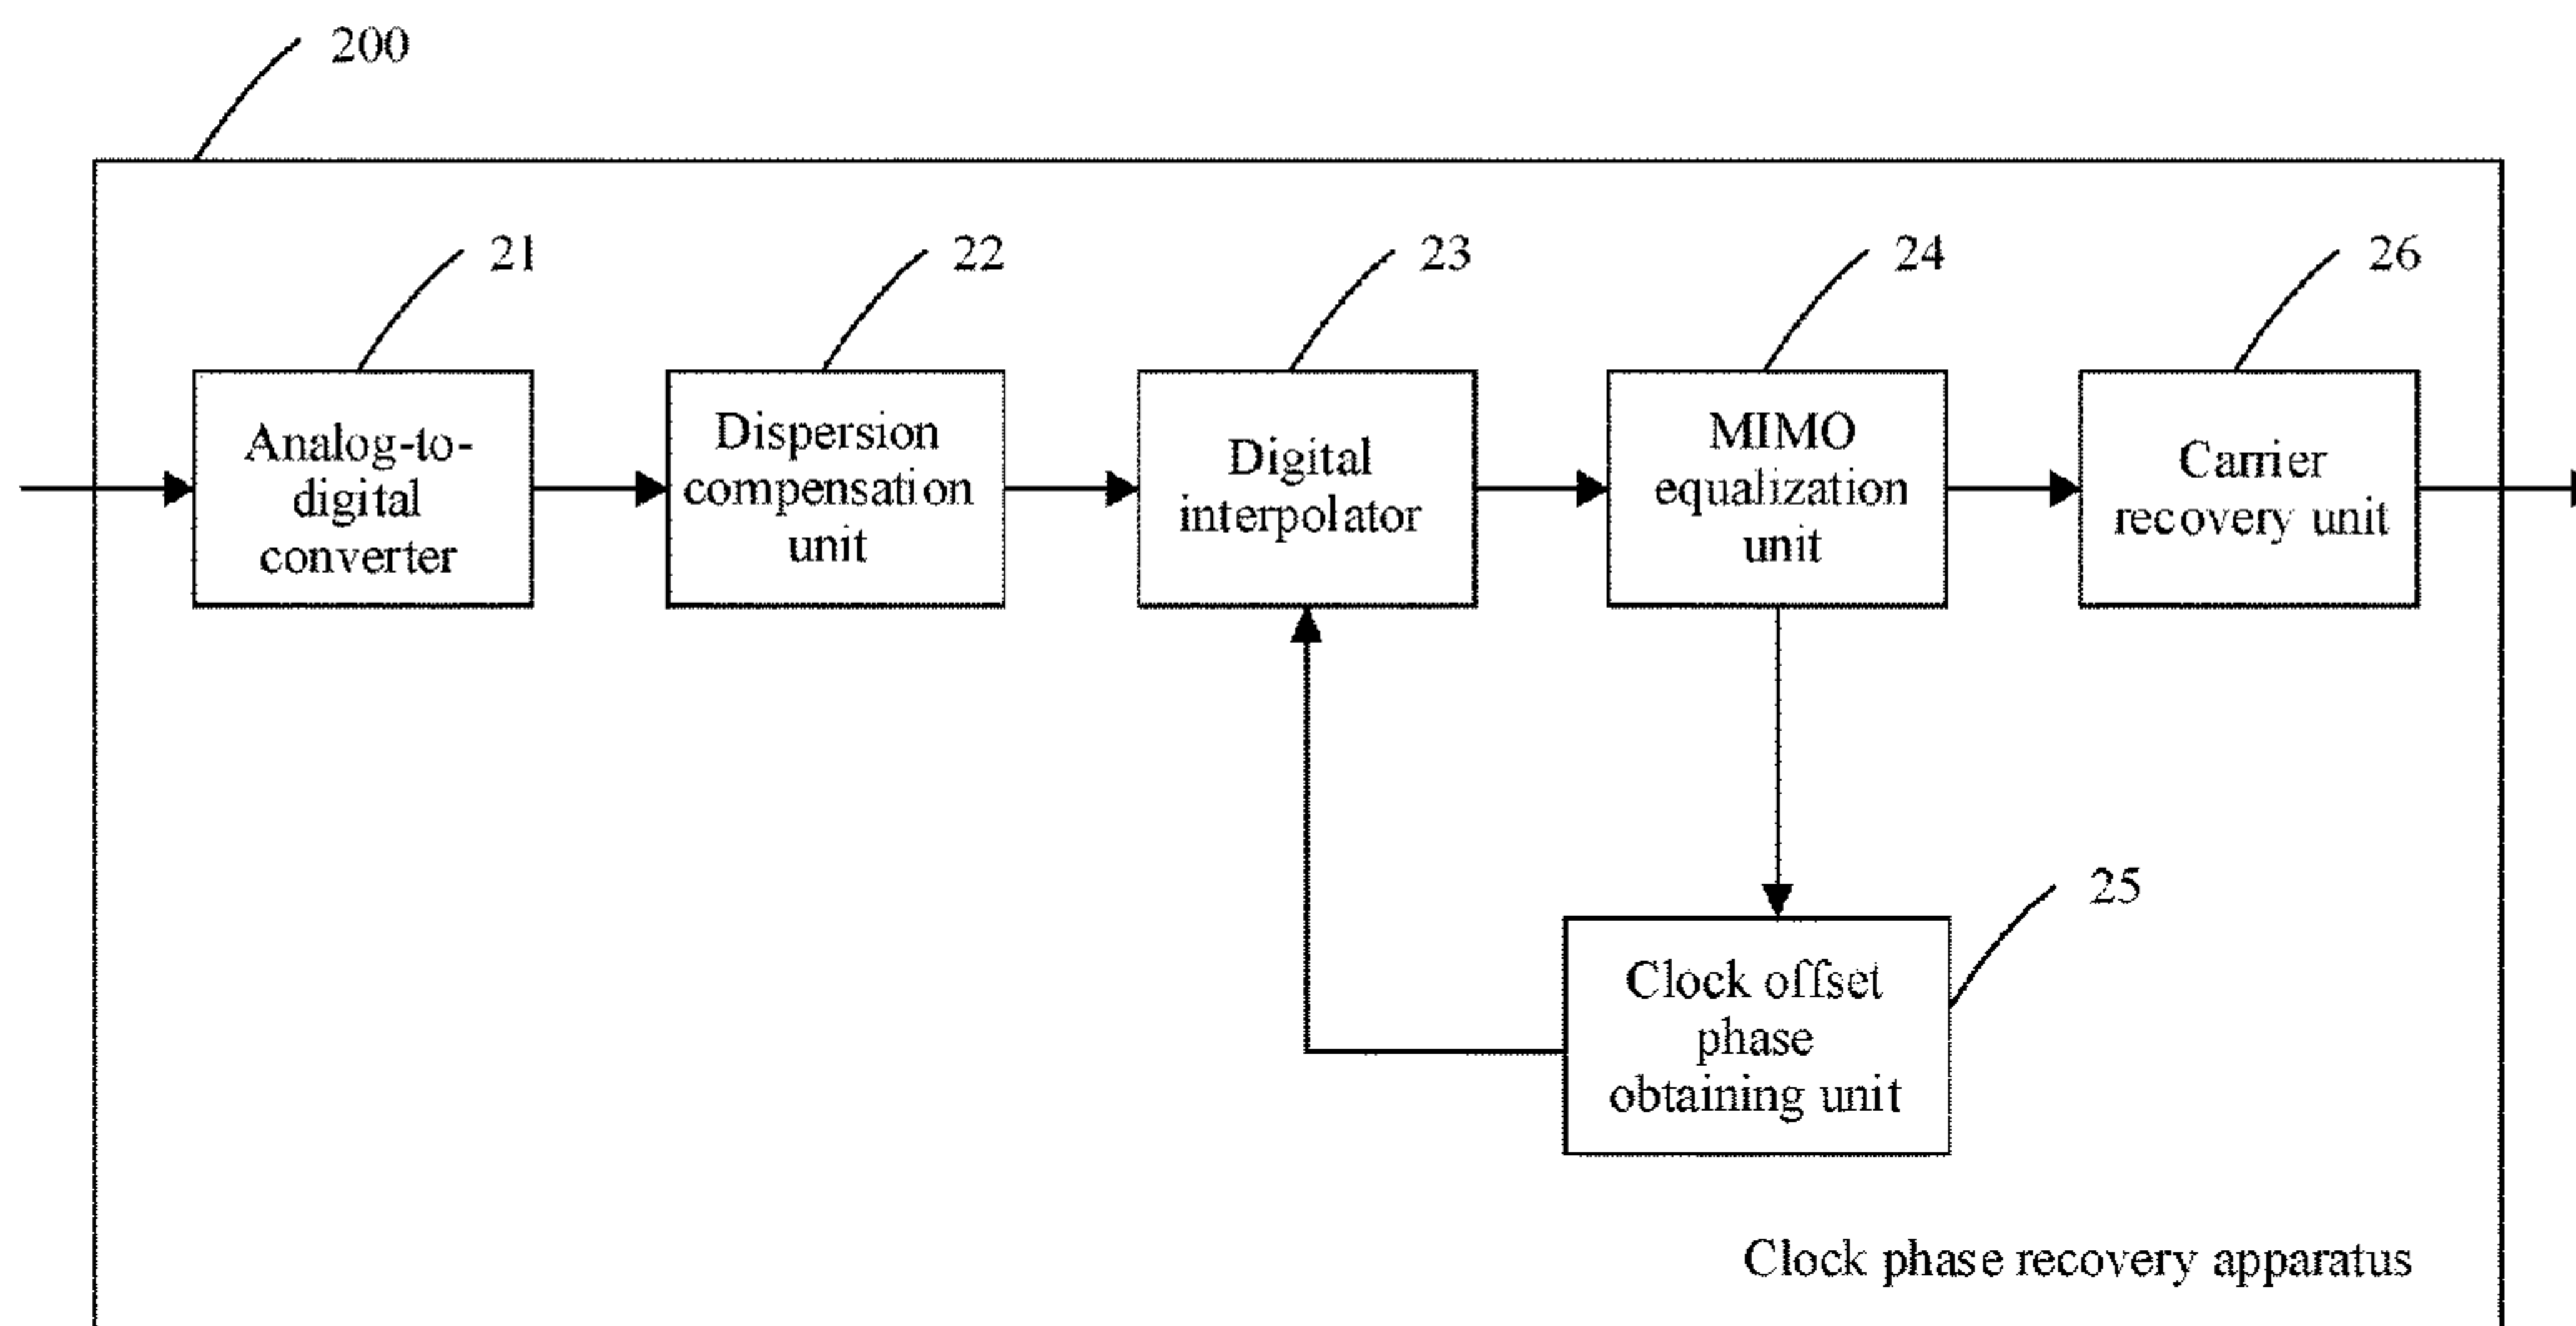 200
21
22
23
24
26
Analog-to-
digital
converter
Dispersion
compensation
unit
Digital
interpolator
MIMO
equalization
unit
Carrier
recovery unit
25
Clock offset
phase
obtaining unit
Clock phase recovery apparatus